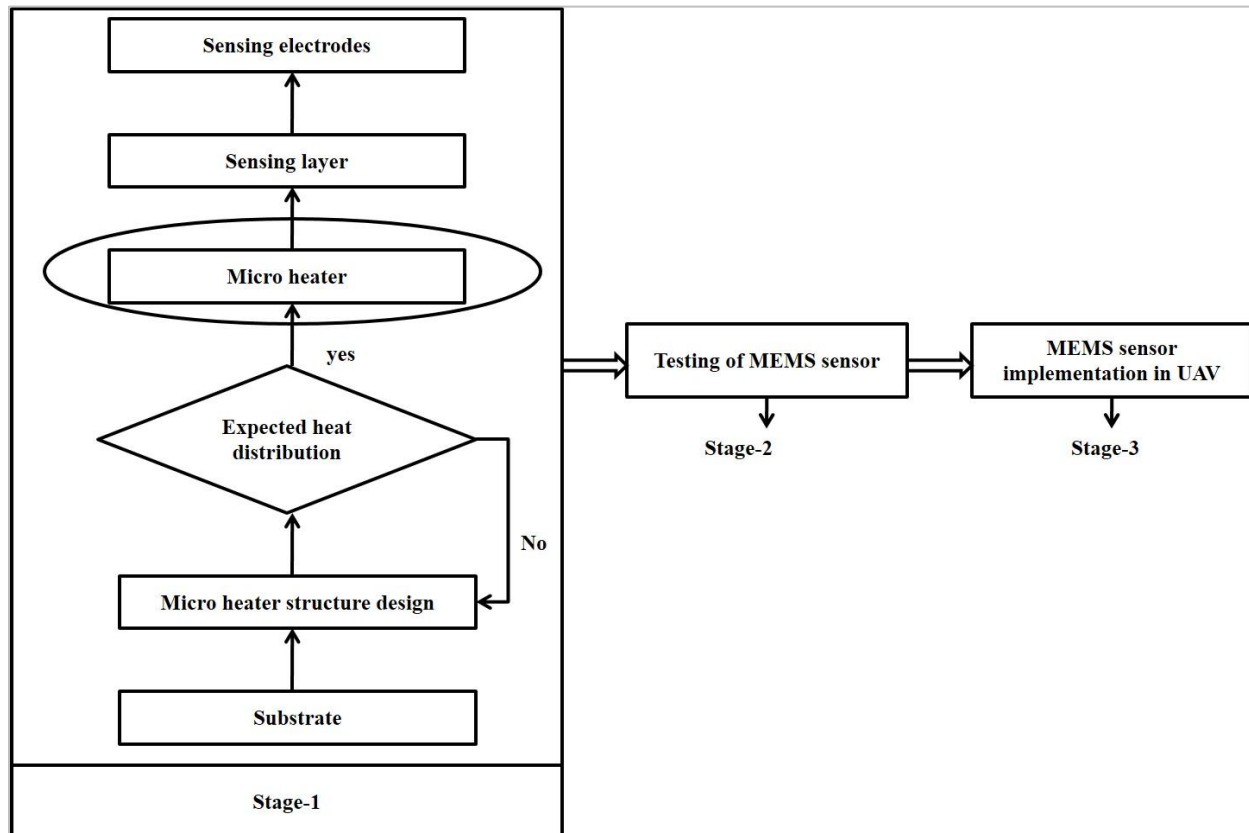 Sensing electrodes
Sensing layer
Micro heater
yes
Expected heat
distribution
No
Micro heater structure design
Substrate
Stage-1
Testing of MEMS sensor
Stage-2
MEMS sensor
implementation in UAV
Stage-3